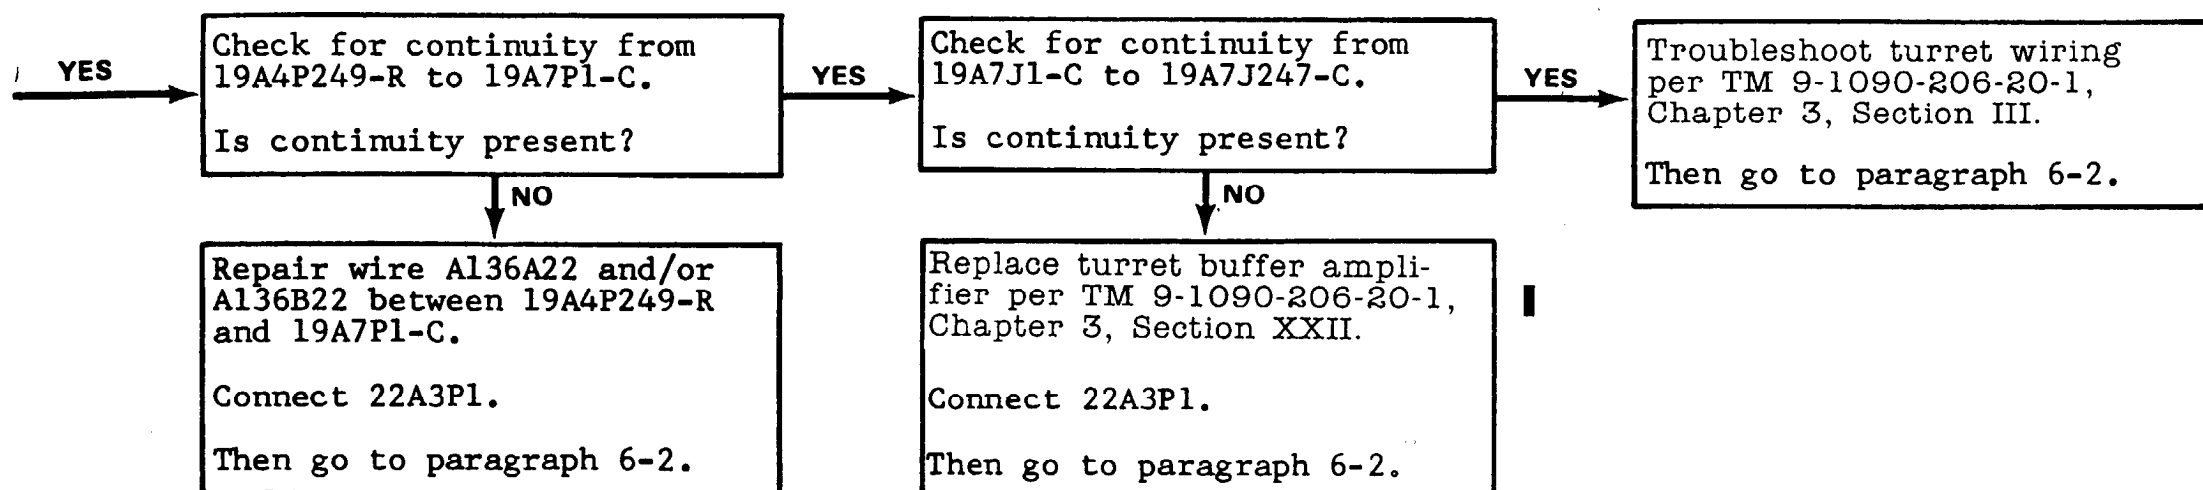 YES
Check for continuity from
19A4P249-R to 19A7P1-C.
Is continuity present?
YES
Check for continuity from
19A7J1-C to 19A7J247-C.
Is continuity present?
YES
Troubleshoot turret wiring
per TM 9-1090-206-20-1,
Chapter 3, Section III.
Then go to paragraph 6-2.
NO
Repair wire A136A22 and/or
A136B22 between 19A4P249-R
and 19A7P1-C.
Connect 22A3P1.
Then go to paragraph 6-2.
NO
Replace turret buffer ampli-
fier per TM 9-1090-206-20-1,
Chapter 3, Section XXII.
Connect 22A3P1.
Then go to paragraph 6-2.